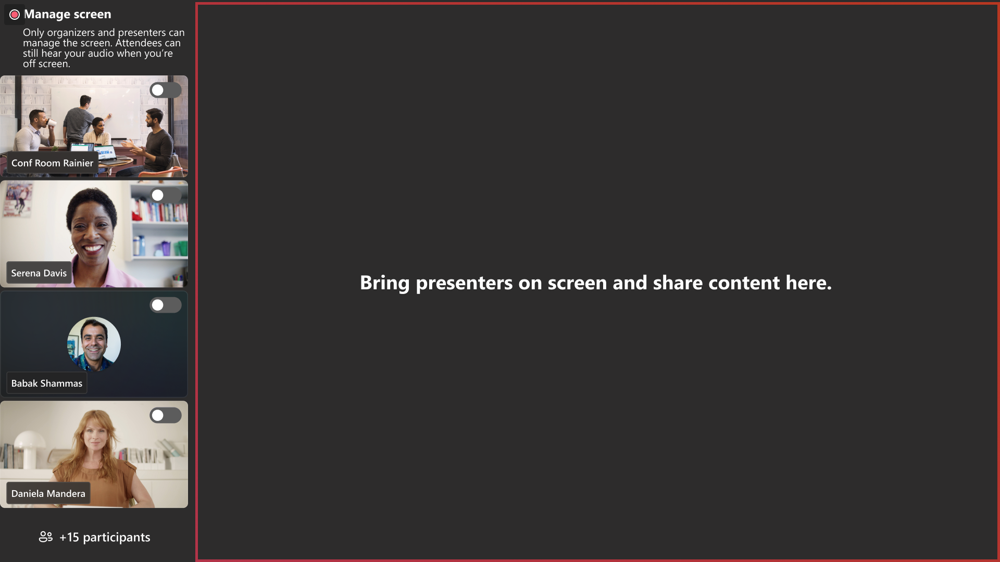 Manage screen
Only organizers and presenters can
manage the screen. Attendees can
still hear your audio when you’re
off screen.
Conf Room Rainier
Serena Davis
Babak Shammas
Daniela Mandera
+15 participants
Bring presenters on screen and share content here.